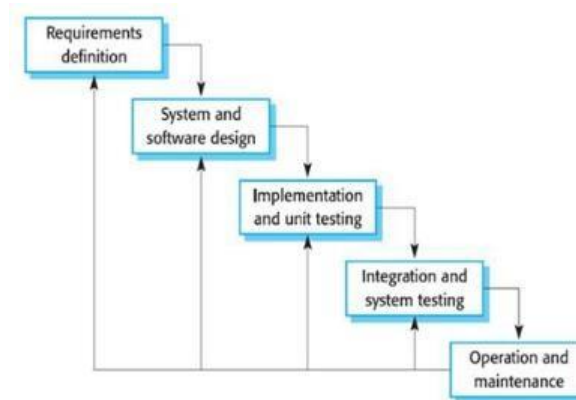 Requirements
definition
System and
software design
Implementation
and unit testing
Integration and
system testing
Operation and
maintenance